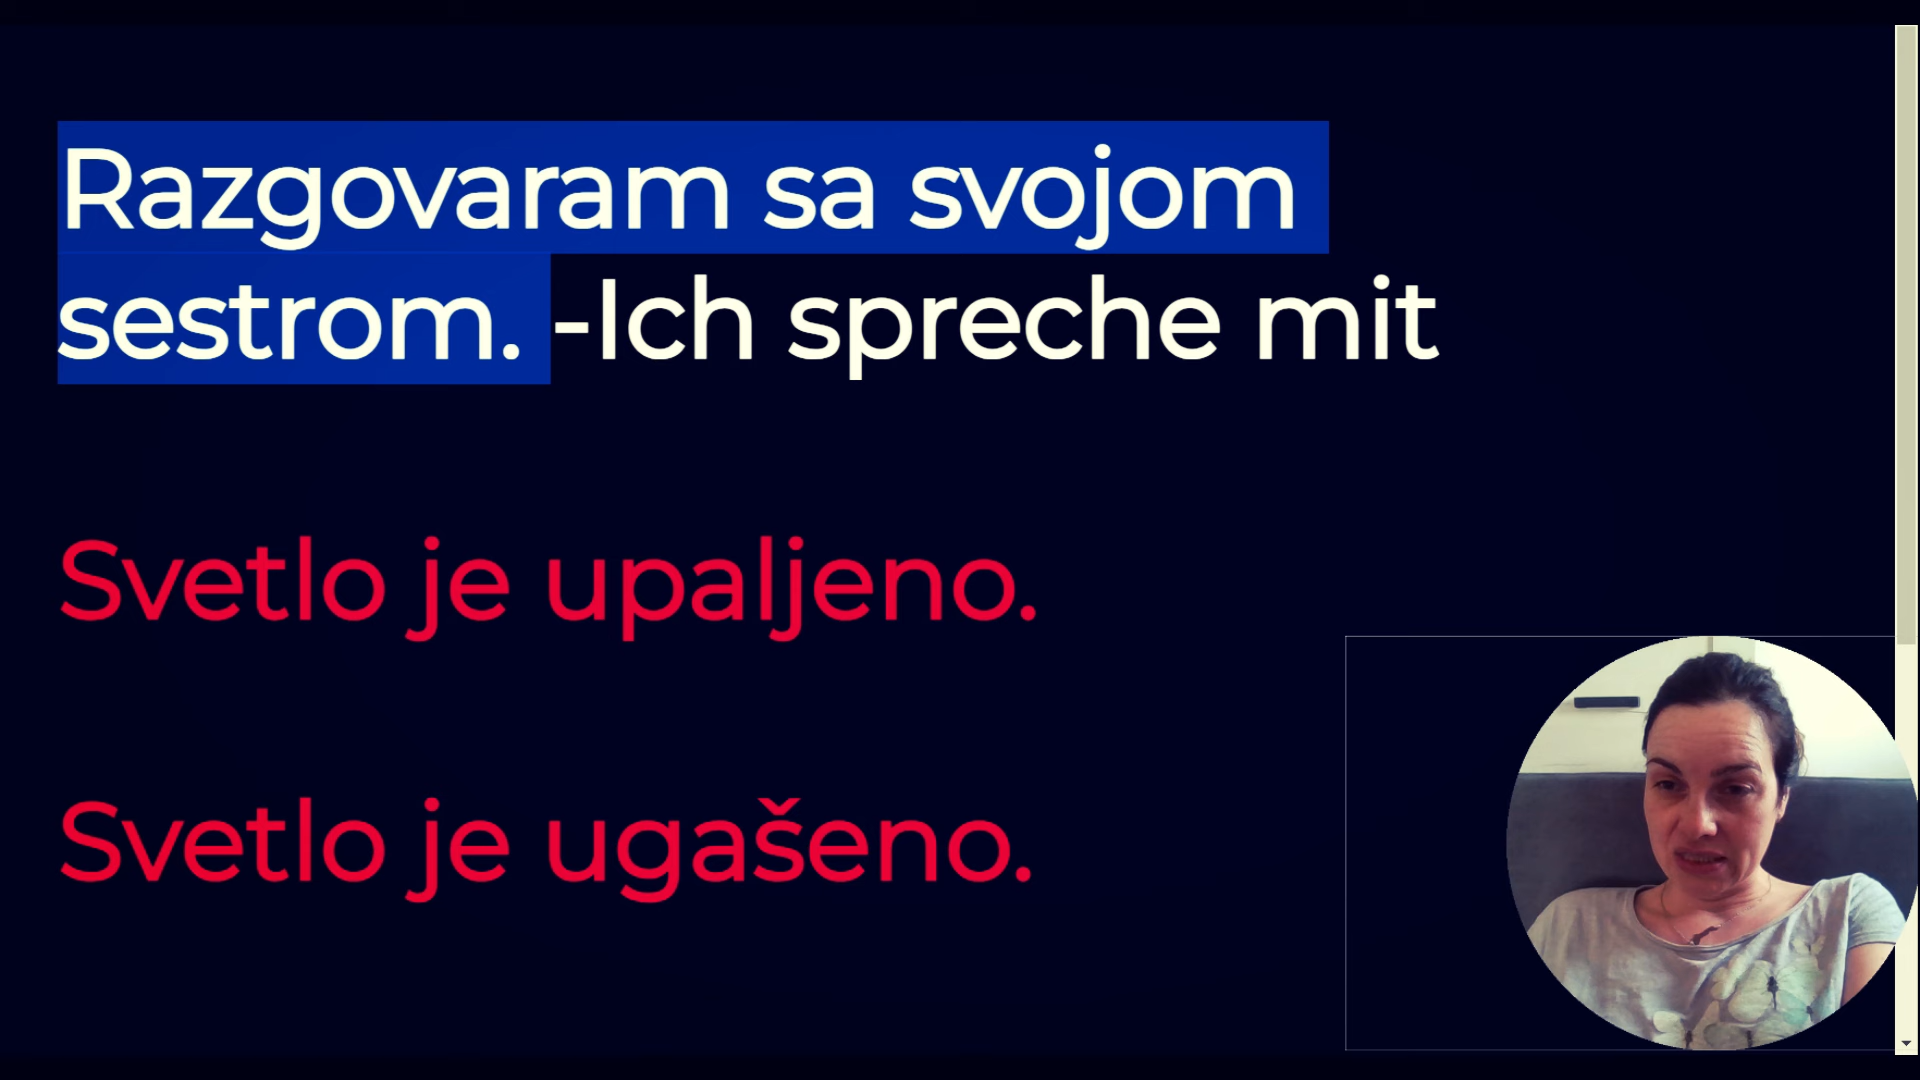 Razgovaram sa svojom
sestrom. -Ich spreche mit
Svetlo je upaljeno.
Svetlo je ugašeno.